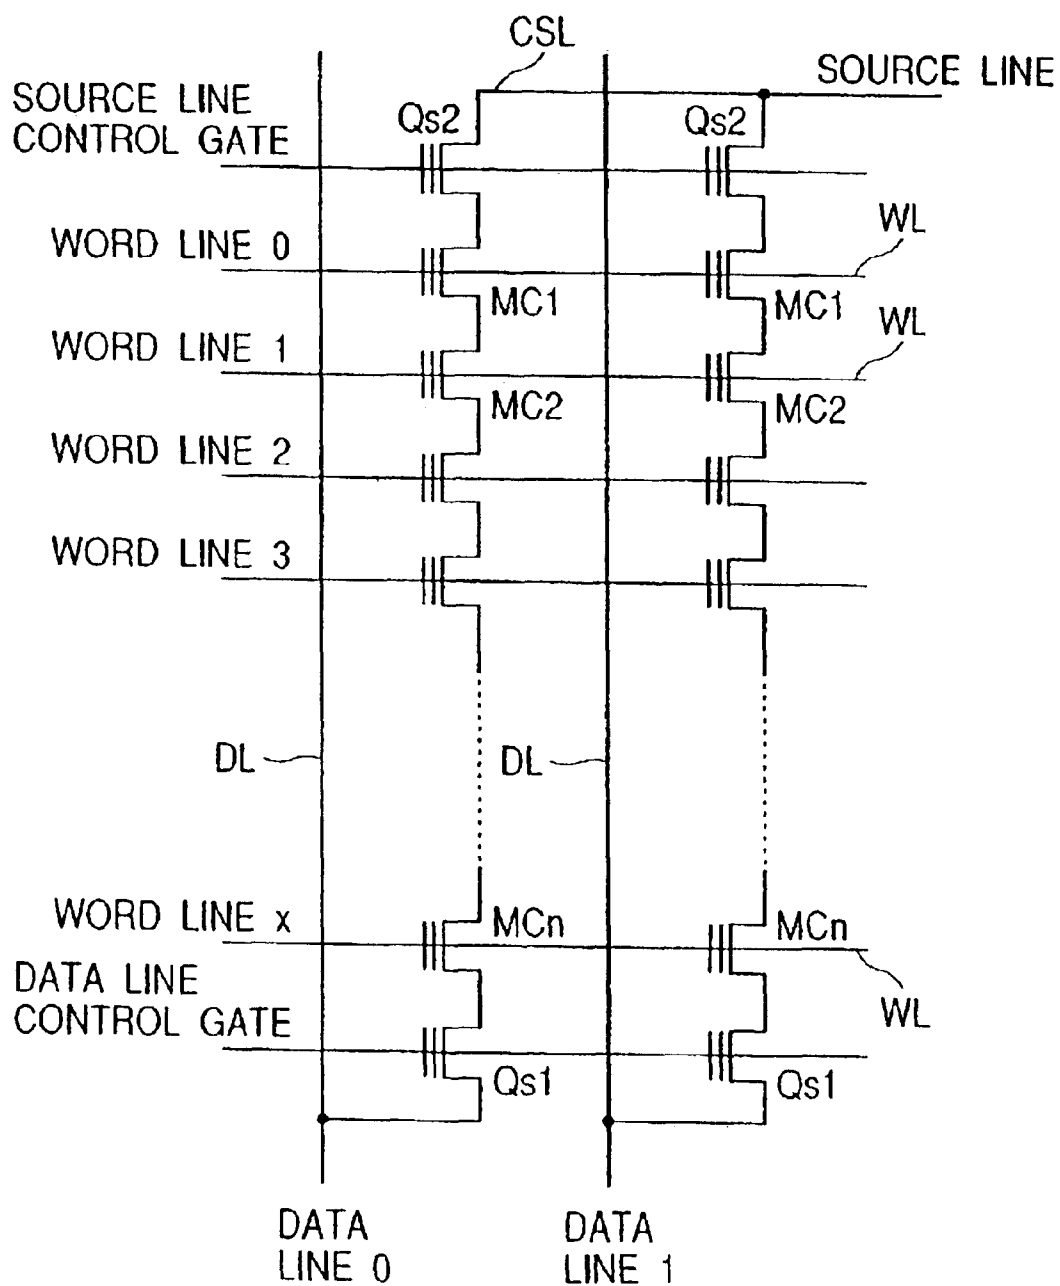 CSL
SOURCE LINE
SOURCE LINE
CONTROL GATE
Qs2
Qs2
WORD LINE 0
WL
MC1
MC1
WORD LINE 1
WL
MC2
MC2
WORD LINE 2
WORD LINE 3
DL
DL
WORD LINE x
MCn
MCn
DATA LINE
CONTROL GATE
WL
Qs1
Qs1
DATA
LINE 0
DATA
LINE 1